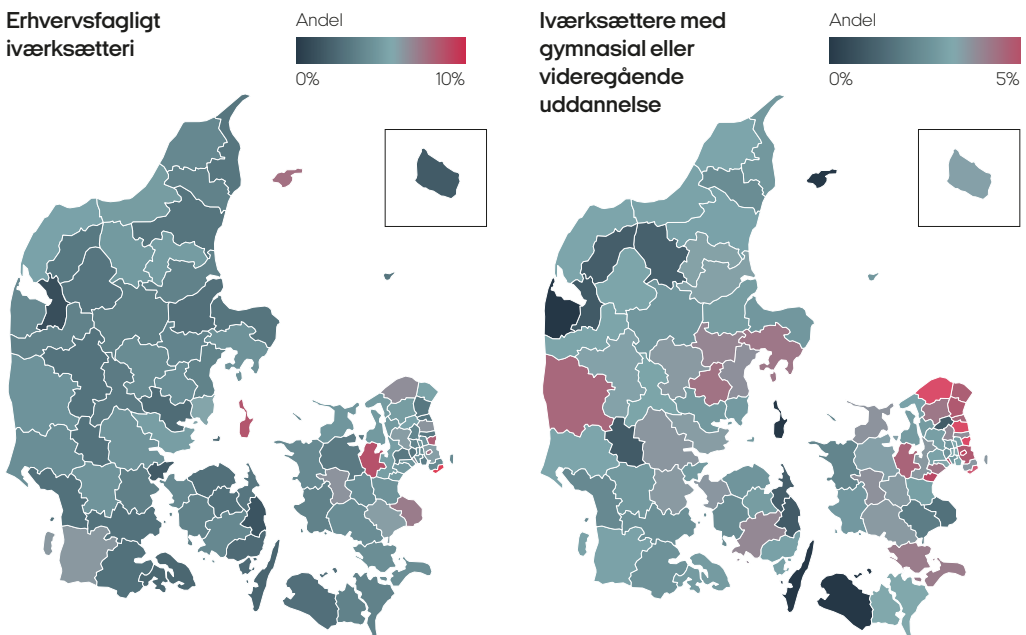 Erhvervsfagligt
iværksætteri
Andel
0% 10%
Iværksættere med
gymnasial eller
videregående
uddannelse
Andel
0% 5%